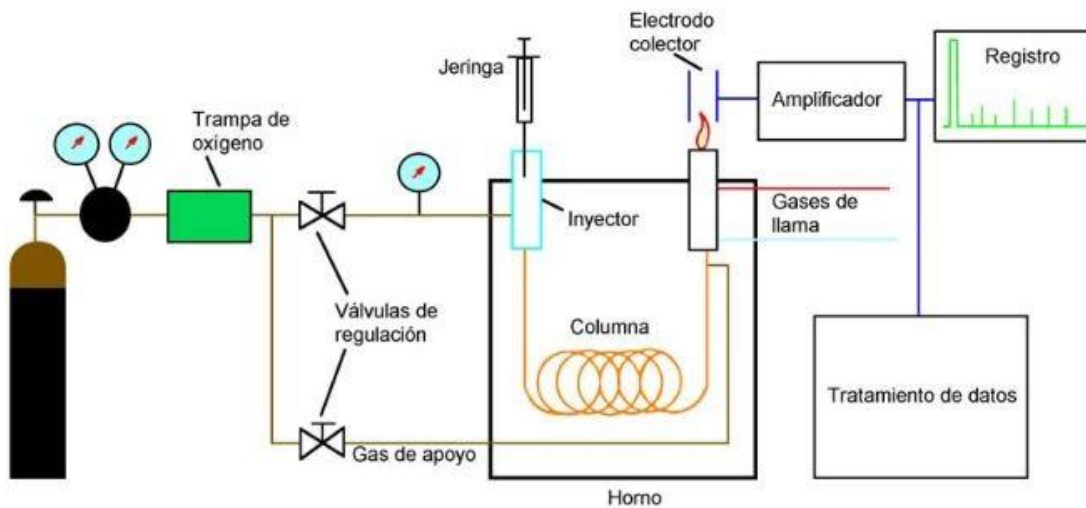 Electrodo
colector
Registro
Jeringa
Amplificador
Trampa de
oxígeno
Gases de
llama
Inyector
Válvulas de
regulación
Columna
Tratamiento de datos
Gas de apoyo
Horno